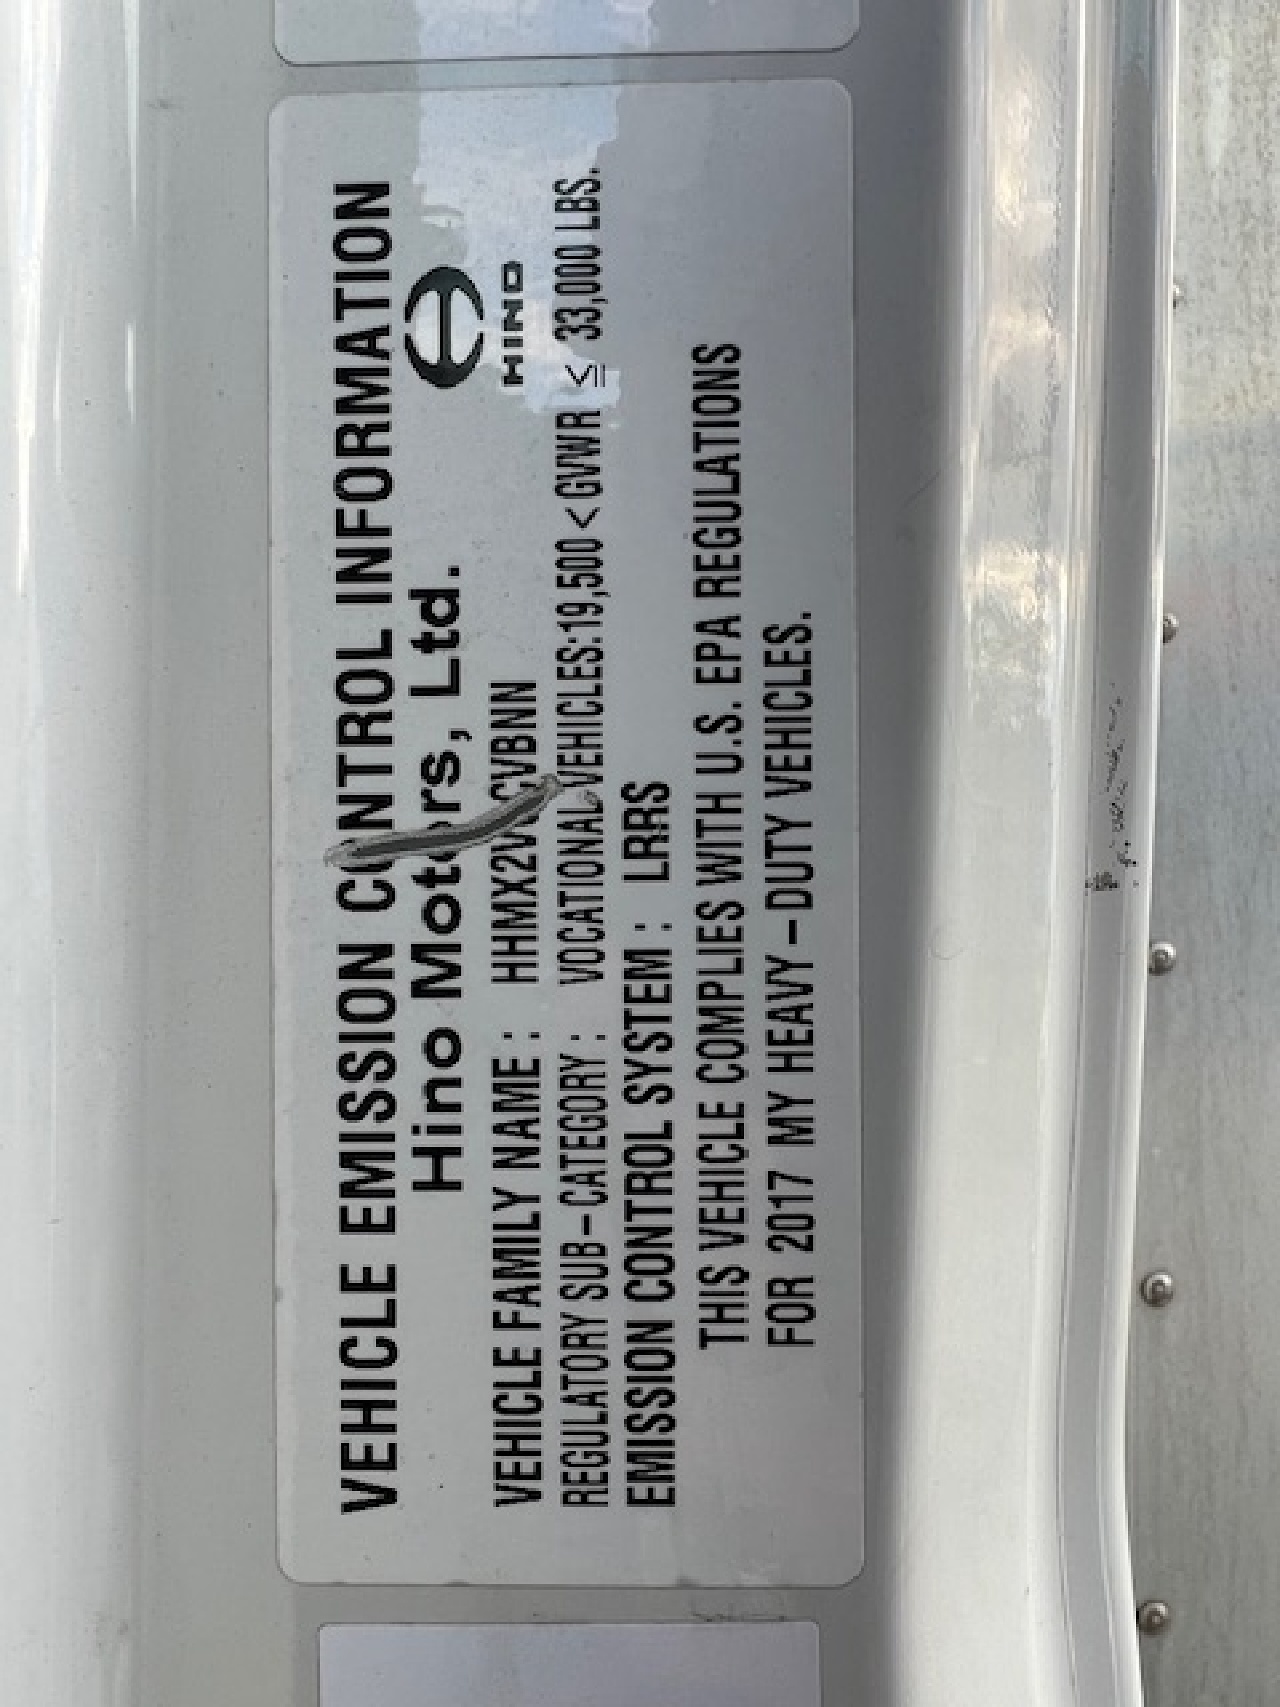 VEHICLE EMISSION CONTROL INFORMATION
Hino Motors, Ltd.
HINO
VEHICLE FAMILY NAME :
REGULATORY SUB-CATEGORY : VOCATIONAL VEHICLES:19,500 < GVWR ≦ 33,000 LBS.
EMISSION CONTROL SYSTEM : LRRS
THIS VEHICLE COMPLIES WITH U.S. EPA REGULATIONS
FOR 2017 MY HEAVY-DUTY VEHICLES.